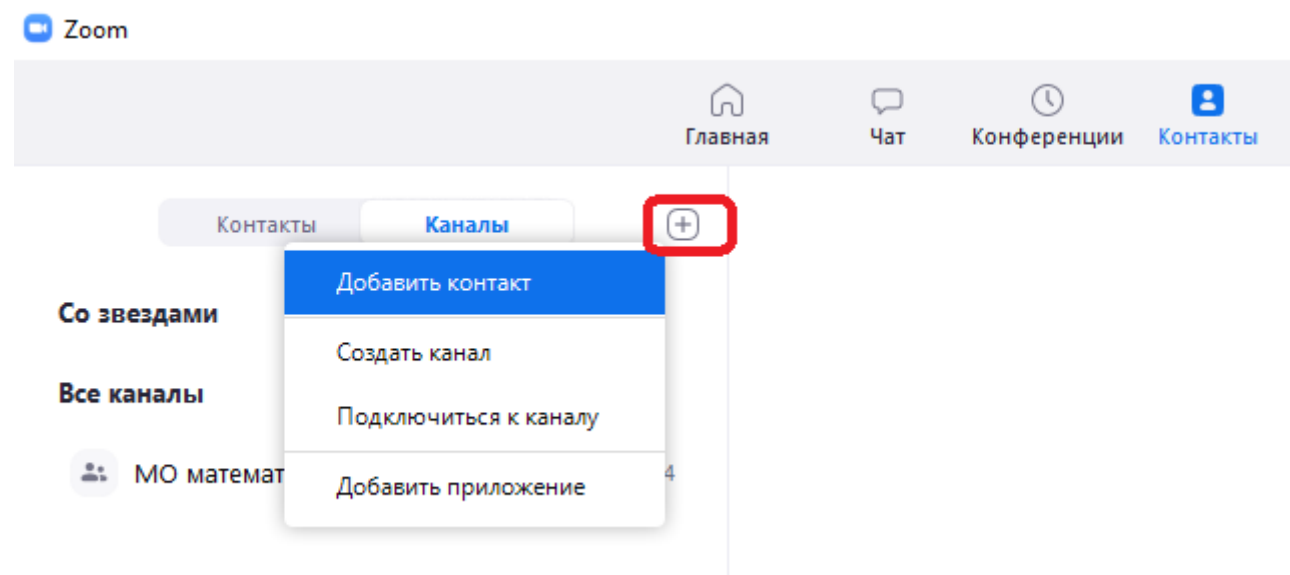 Zoom
Главная Чат Конференции Контакты
Контакты Каналы
Добавить контакт
Со звездами
Создать канал
Все каналы
Подключиться к каналу
МО математ 4
Добавить приложение